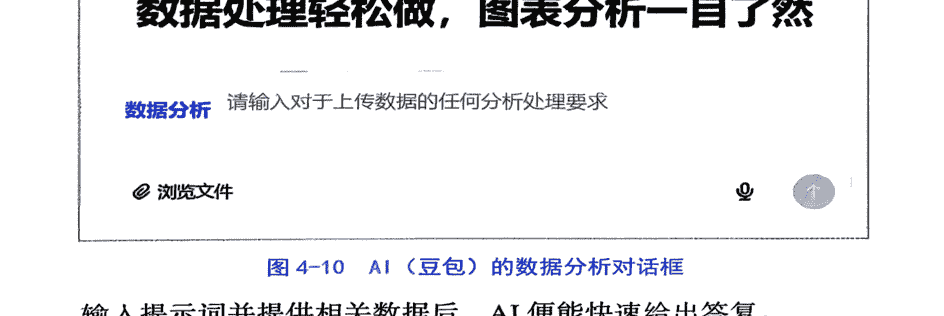 数据处理轻松做，图表分析一目了然
数据分析 请输入对于上传数据的任何分析处理要求
浏览文件
图 4-10 AI（豆包）的数据分析对话框
输入提示词并提供相关数据后，AI 便能快速给出答复。